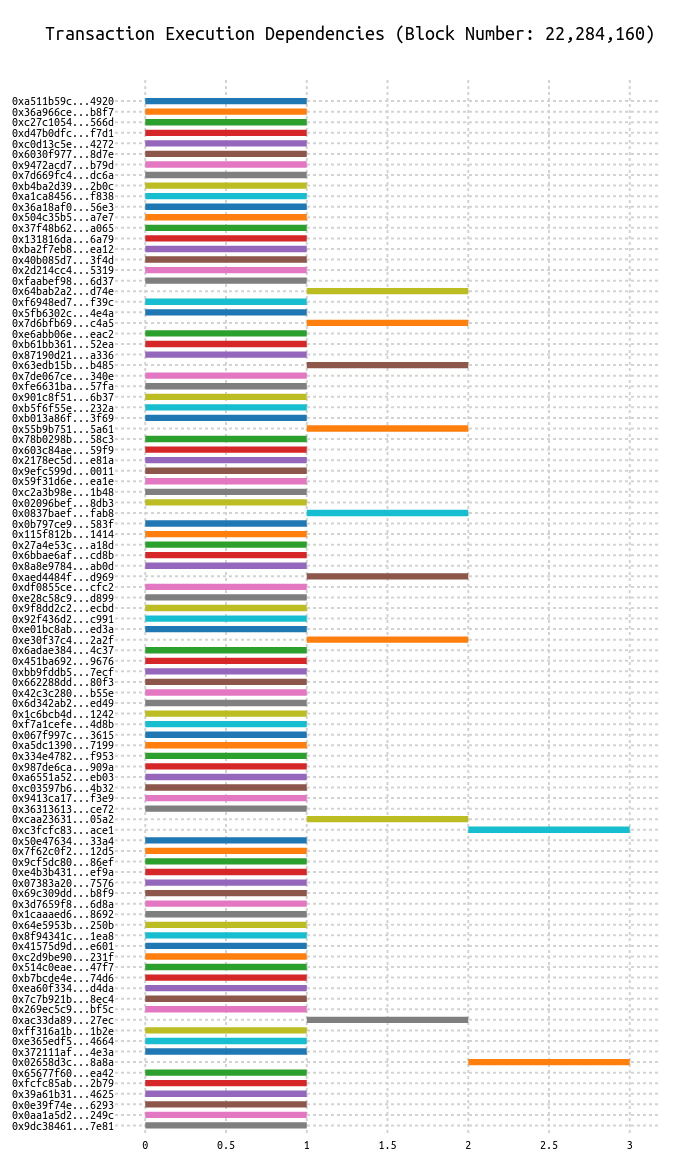 Transaction Execution Dependencies (Block Number: 22,284,160)
0xa511b59c...4920
0x36a966ce...b8f7
0xc27c1054...566d
0xd47b0dfc...f7d1
0xc0d13c5e...4272
0x6030f977...8d7e
0x9472acd7...b79d
0x7d669fc4...dc6a
0xb4ba2d39...2b0c
0xa1ca8456...f838
0x36a18af0...56e3
0x504c35b5...a7e7
0x37f48b62...a065
0x131816da...6a79
0xba2f7eb8...ea12
0x40b085d7...3f4d
0x2d214cc4...5319
0xfaabef98...6d37
0x64bab2a2...d74e
0xf6948ed7...f39c
0x5fb6302c...4e4a
0x7d6bfb69...c4a5
0xe6abb06e...eac2
0xb61bb361...52ea
0x87190d21...a336
0x63edb15b...b485
0x7de067ce...340e
0xfe6631ba...57fa
0x901c8f51...6b37
0xb5f6f55e...232a
0xb013a86f...3f69
0x55b9b751...5a61
0x78b0298b...58c3
0x603c84ae...59f9
0x2178ec5d...e81a
0x9efc599d...0011
0x59f31d6e...ea1e
0xc2a3b98e...1b48
0x02096bef...8db3
0x0837baef...fab8
0x0b797ce9...583f
0x115f812b...1414
0x27a4e53c...a18d
0x6bbae6af...cd8b
0x8a8e9784...ab0d
0xaed4484f...d969
0xdf0855ce...cfc2
0xe28c58c9...d899
0x9f8dd2c2...ecbd
0x92f436d2...c991
0xe01bc8ab...ed3a
0xe30f37c4...2a2f
0x6adae384...4c37
0x451ba692...9676
0xbb9fddb5...7ecf
0x662288dd...80f3
0x42c3c280...b55e
0x6d342ab2...ed49
0x1c6bcb4d...1242
0xf7a1cefe...4d8b
0x067f997c...3615
0xa5dc1390...7199
0x334e4782...f953
0x987de6ca...909a
0xa6551a52...eb03
0xc03597b6...4b32
0x9413ca17...f3e9
0x36313613...ce72
0xcaa23631...05a2
0xc3fcfc83...ace1
0x50e47634...33a4
0x7f62c0f2...12d5
0x9cf5dc80...86ef
0xe4b3b431...ef9a
0x07383a20...7576
0x69c309dd...b8f9
0x3d7659f8...6d8a
0x1caaaed6...8692
0x64e5953b...250b
0x8f94341c...1ea8
0x41575d9d...e601
0xc2d9be90...231f
0x514c0eae...47f7
0xb7bcde4e...74d6
0xea60f334...d4da
0x7c7b921b...8ec4
0x269ec5c9...bf5c
0xac33da89...27ec
0xff316a1b...1b2e
0xe365edf5...4664
0x372111af...4e3a
0x02658d3c...8a8a
0x65677f60...ea42
0xfcfc85ab...2b79
0x39a61b31...4625
0x0e39f74e...6293
0x0aa1a5d2...249c
0x9dc38461...7e81
0 0.5 1 1.5 2 2.5 3